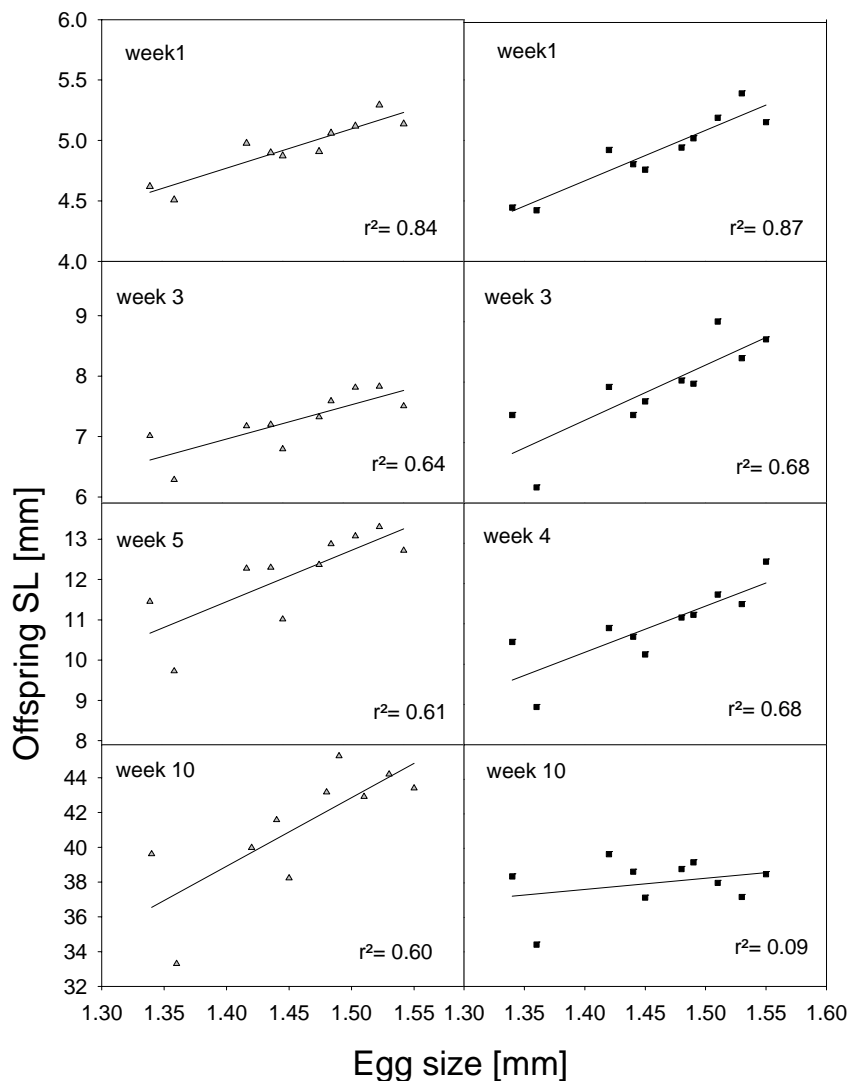 6.0
week1
week1
5.5
5.0
4.5
r²= 0.84
r²= 0.87
4.0
week 3
week 3
9
8
7
r²= 0.64
r²= 0.68
6
week 5
week 4
13
12
11
10
9
r²= 0.61
r²= 0.68
8
week 10
week 10
44
42
40
38
36
34
r²= 0.60
r²= 0.09
32
1.30 1.35 1.40 1.45 1.50 1.55 1.30 1.35 1.40 1.45 1.50 1.55 1.60
Offspring SL [mm]
Egg size [mm]